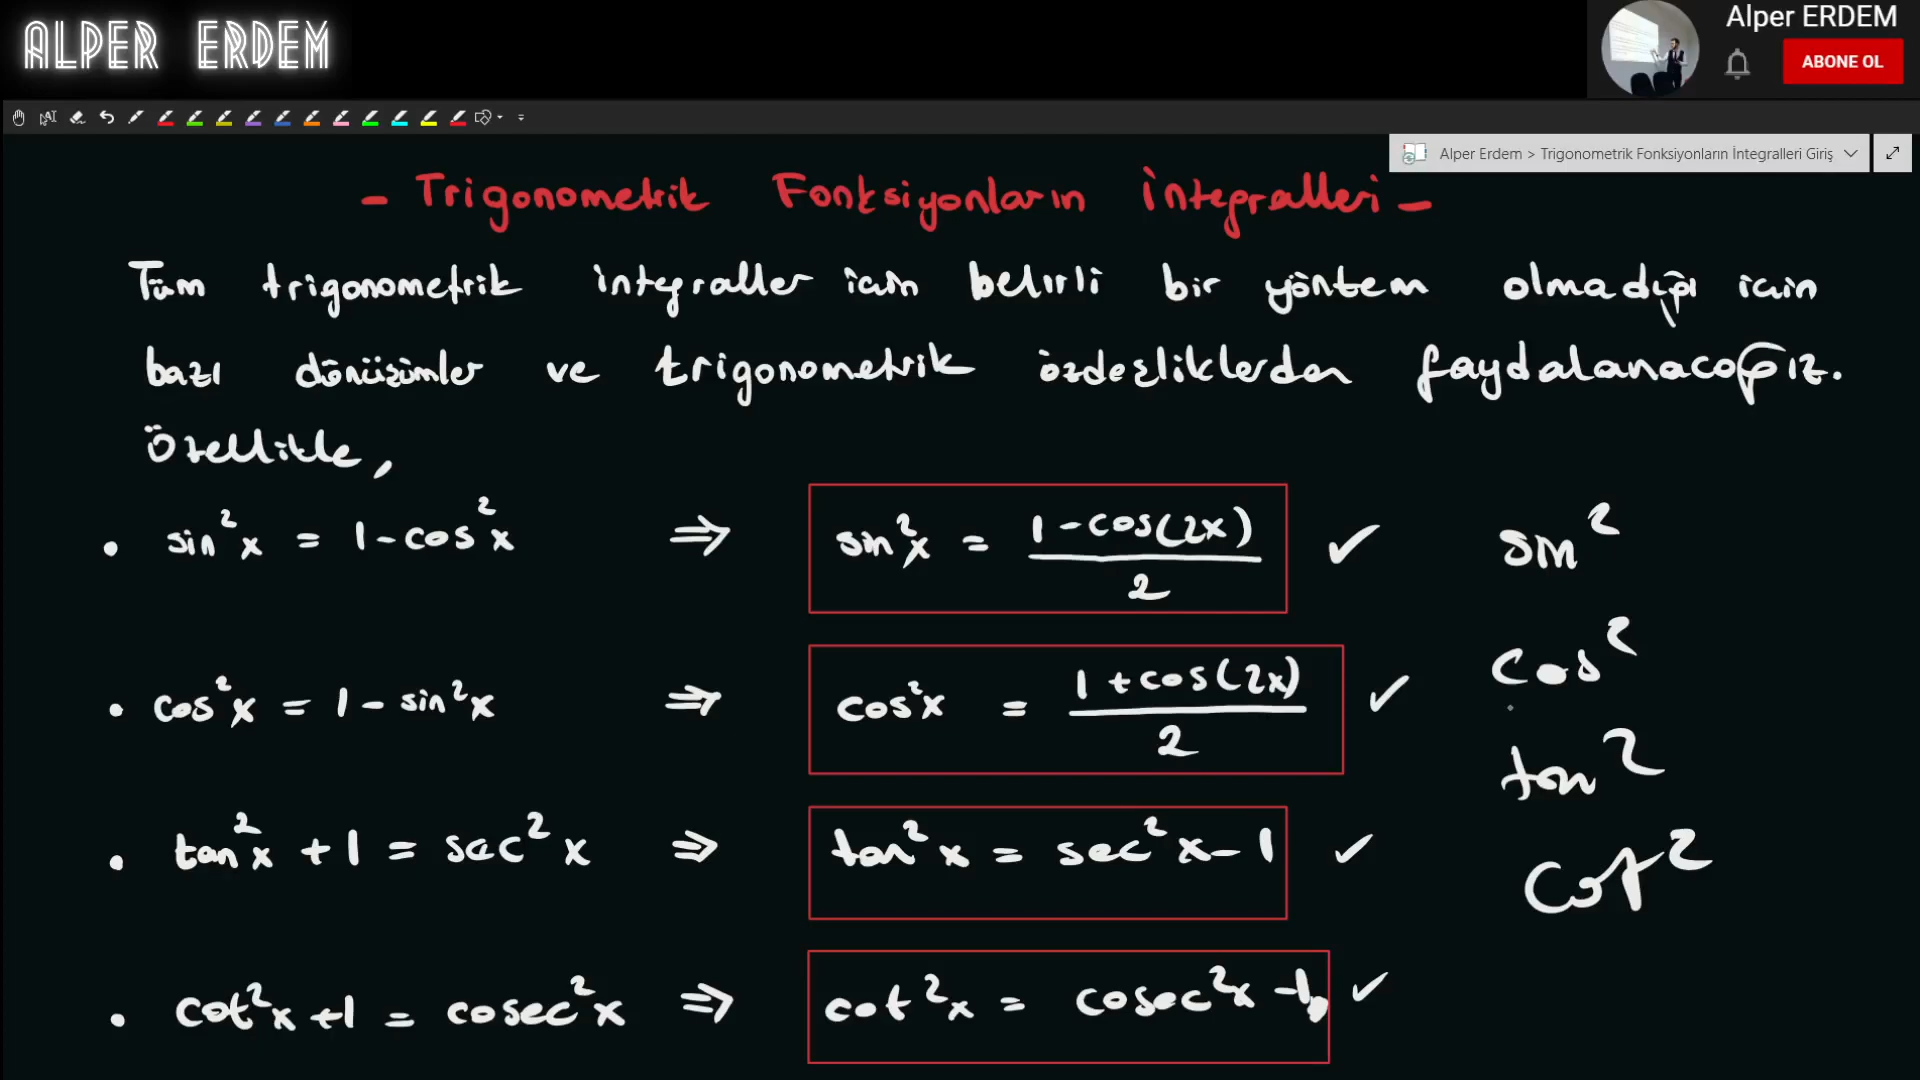 ALPER ERDEM
Alper ERDEM
ABONE OL
Alper Erdem > Trigonometrik Fonksiyonların İntegralleri Giriş
- Trigonometrik Fonksiyonların İntegralleri -
Tüm trigonometrik integraller için belirli bir yöntem olmadığı için
bazı dönüşümler ve trigonometrik özdeşliklerden faydalanacağız.
Özellikle,
• sin²x = 1 - cos²x ⇒ sin²x = (1 - cos(2x))/2 ✓ sin²
• cos²x = 1 - sin²x ⇒ cos²x = (1 + cos(2x))/2 ✓ cos²
• tan²x + 1 = sec²x ⇒ tan²x = sec²x - 1 ✓ tan²
cot²
• cot²x + 1 = cosec²x ⇒ cot²x = cosec²x - 1 ✓